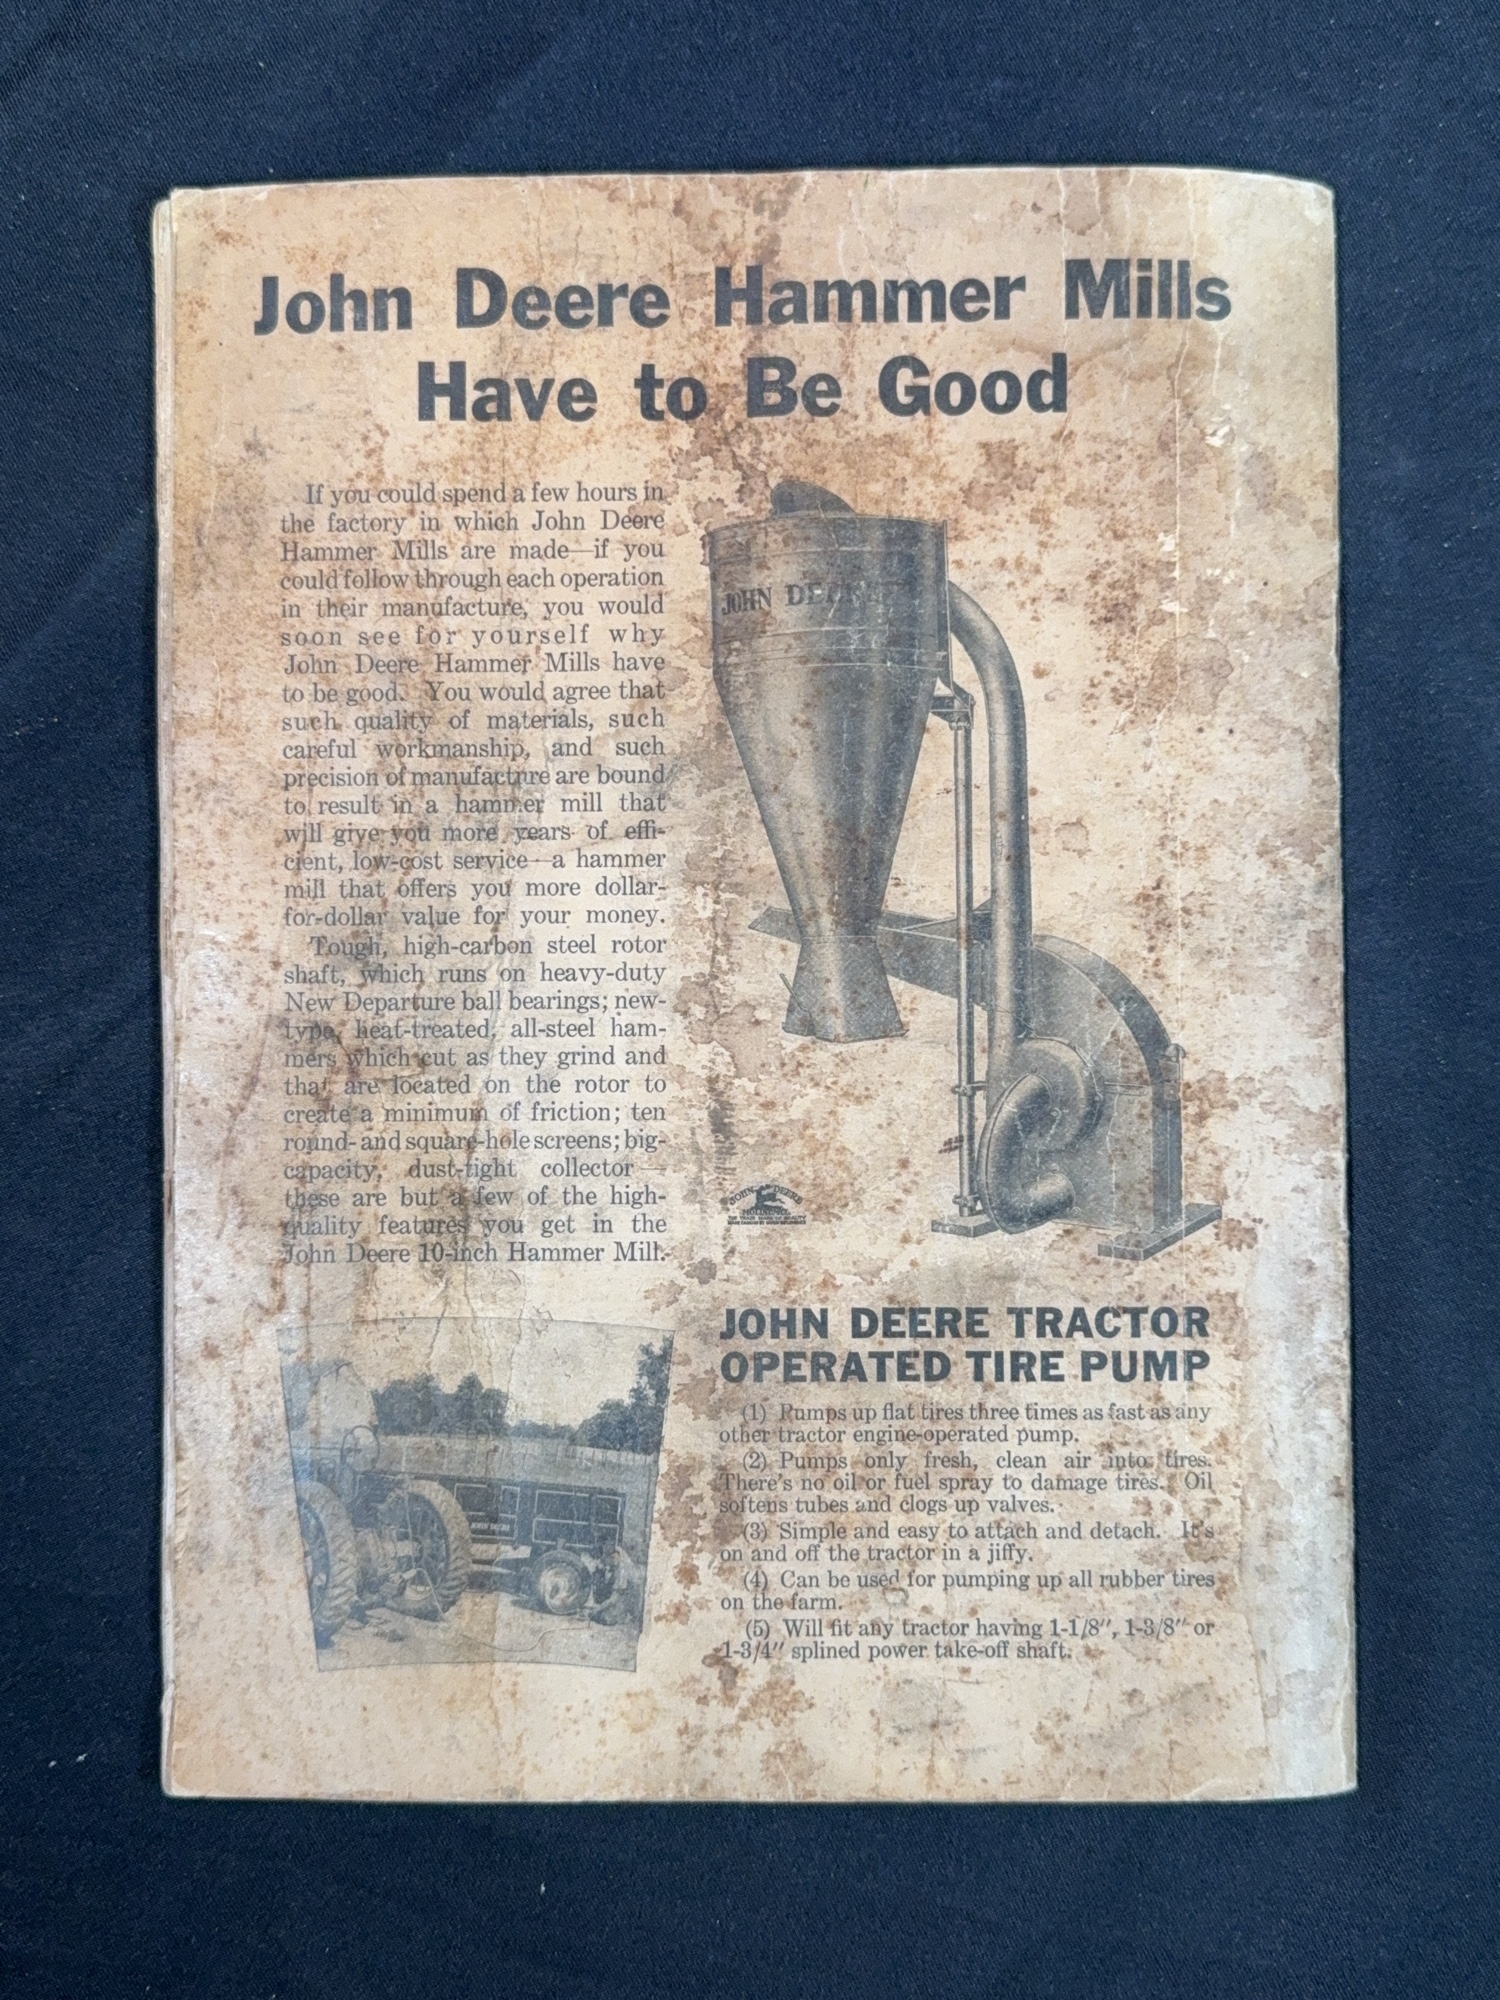 John Deere Hammer Mills
Have to Be Good
If you could spend a few hours in
the factory in which John Deere
Hammer Mills are made—if you
could follow through each operation
in their manufacture, you would
soon see for yourself why
John Deere Hammer Mills have
to be good. You would agree that
such quality of materials, such
careful workmanship, and such
precision of manufacture are bound
to result in a hammer mill that
will give you more years of effi-
cient, low-cost service—a hammer
mill that offers you more dollar-
for-dollar value for your money.
Tough, high-carbon steel rotor
shaft, which runs on heavy-duty
New Departure ball bearings; new-
type, heat-treated, all-steel ham-
mers which cut as they grind and
that are located on the rotor to
create a minimum of friction; ten
round- and square-hole screens; big-
capacity, dust-tight collector—
these are but a few of the high-
quality features you get in the
John Deere 10-inch Hammer Mill.
JOHN DEERE
JOHN DEERE
MOLINE, ILL.
THE TRADE MARK OF QUALITY
JOHN DEERE
JOHN DEERE TRACTOR
OPERATED TIRE PUMP
(1) Pumps up flat tires three times as fast as any
other tractor engine-operated pump.
(2) Pumps only fresh, clean air into tires.
There's no oil or fuel spray to damage tires. Oil
softens tubes and clogs up valves.
(3) Simple and easy to attach and detach. It's
on and off the tractor in a jiffy.
(4) Can be used for pumping up all rubber tires
on the farm.
(5) Will fit any tractor having 1-1/8", 1-3/8" or
1-3/4" splined power take-off shaft.